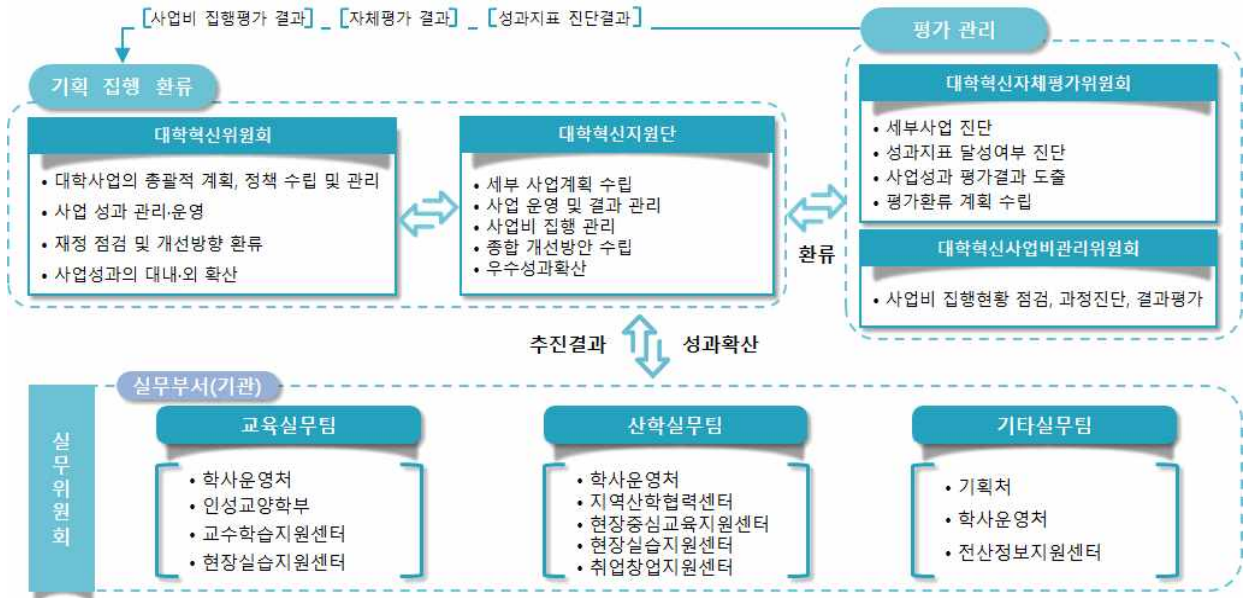 [사업비 집행평가 결과] [자체평가 결과] [성과지표 진단결과]
평가 관리
기획 집행 환류
대학혁신위원회
• 대학사업의 총괄적 계획, 정책 수립 및 관리
• 사업 성과 관리·운영
• 재정 점검 및 개선방향 환류
• 사업성과의 대내·외 확산
대학혁신지원단
• 세부 사업계획 수립
• 사업 운영 및 결과 관리
• 사업비 집행 관리
• 종합 개선방안 수립
• 우수성과확산
환류
대학혁신자체평가위원회
• 세부사업 진단
• 성과지표 달성여부 진단
• 사업성과 평가결과 도출
• 평가환류 계획 수립
대학혁신사업비관리위원회
• 사업비 집행현황 점검, 과정진단, 결과평가
추진결과 성과확산
실무위원회
실무부서(기관)
교육실무팀
• 학사운영처
• 인성교양학부
• 교수학습지원센터
• 현장실습지원센터
산학실무팀
• 학사운영처
• 지역산학협력센터
• 현장중심교육지원센터
• 현장실습지원센터
• 취업창업지원센터
기타실무팀
• 기획처
• 학사운영처
• 전산정보지원센터